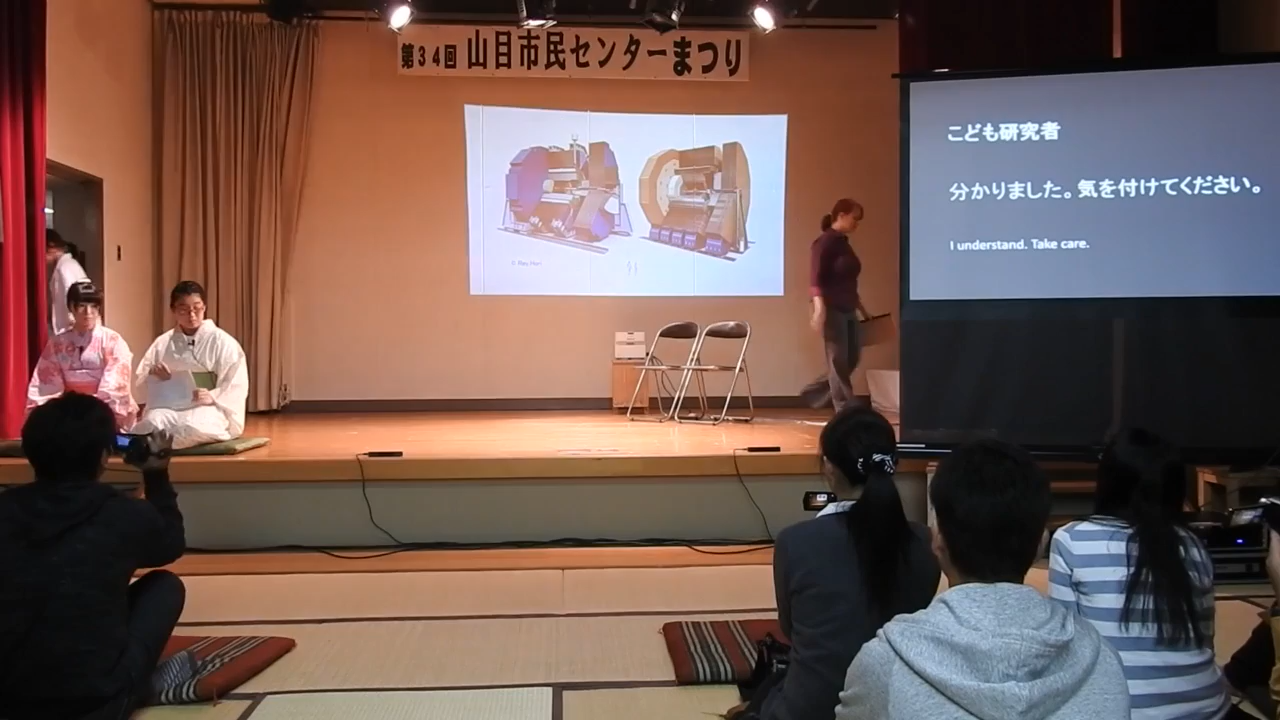 第34回 山目市民センターまつり
© Rey.Hori
こども研究者
分かりました。気を付けてください。
I understand. Take care.